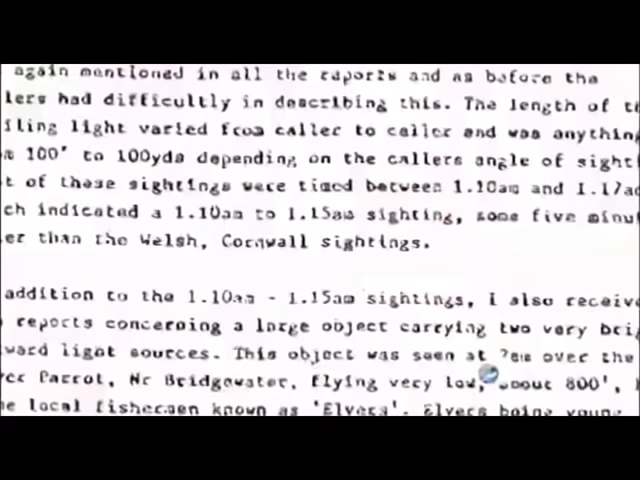 again mentioned in all the reports and as before the
lers had difficultly in describing this. The length of t
iling light varied from caller to caller and was anything
100' to 100yds depending on the callers angle of sight
t of these sightings were timed between 1.10am and 1.17a
ch indicated a 1.10am to 1.15am sighting, some five minut
er than the Welsh, Cornwall sightings.
addition to the 1.10am - 1.15am sightings, I also receive
reports concerning a large object carrying two very brig
ward light sources. This object was seen at over the
Parrot, Nr Bridgewater, flying very low, about 800',
e local fishermen known as 'Elvers'. Elvers being young